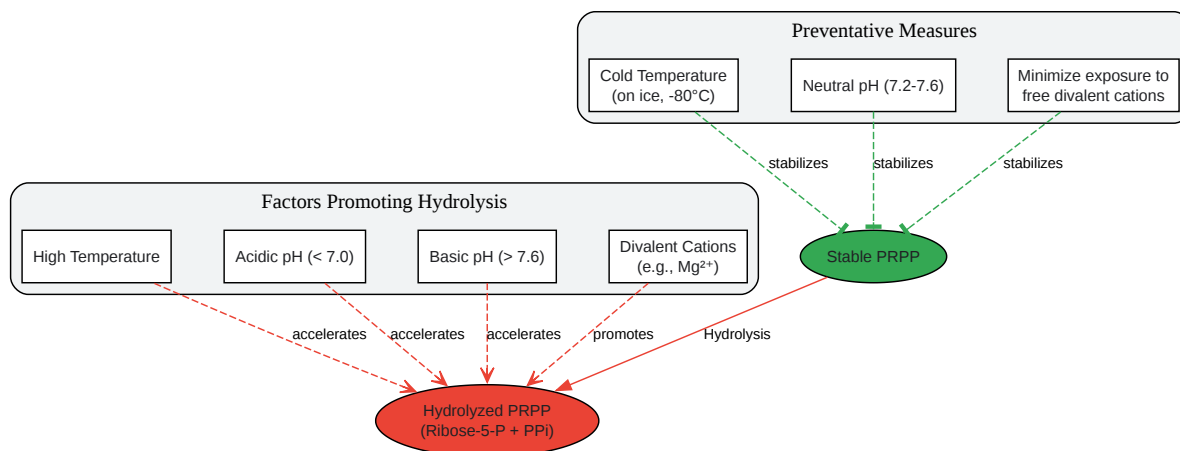 Preventative Measures
Cold Temperature
(on ice, -80°C)
Neutral pH (7.2-7.6)
Minimize exposure to
free divalent cations
stabilizes
stabilizes
stabilizes
Factors Promoting Hydrolysis
High Temperature
Acidic pH (< 7.0)
Basic pH (> 7.6)
Divalent Cations
(e.g., Mg²⁺)
Stable PRPP
accelerates
accelerates
accelerates
promotes
Hydrolysis
Hydrolyzed PRPP
(Ribose-5-P + PPi)